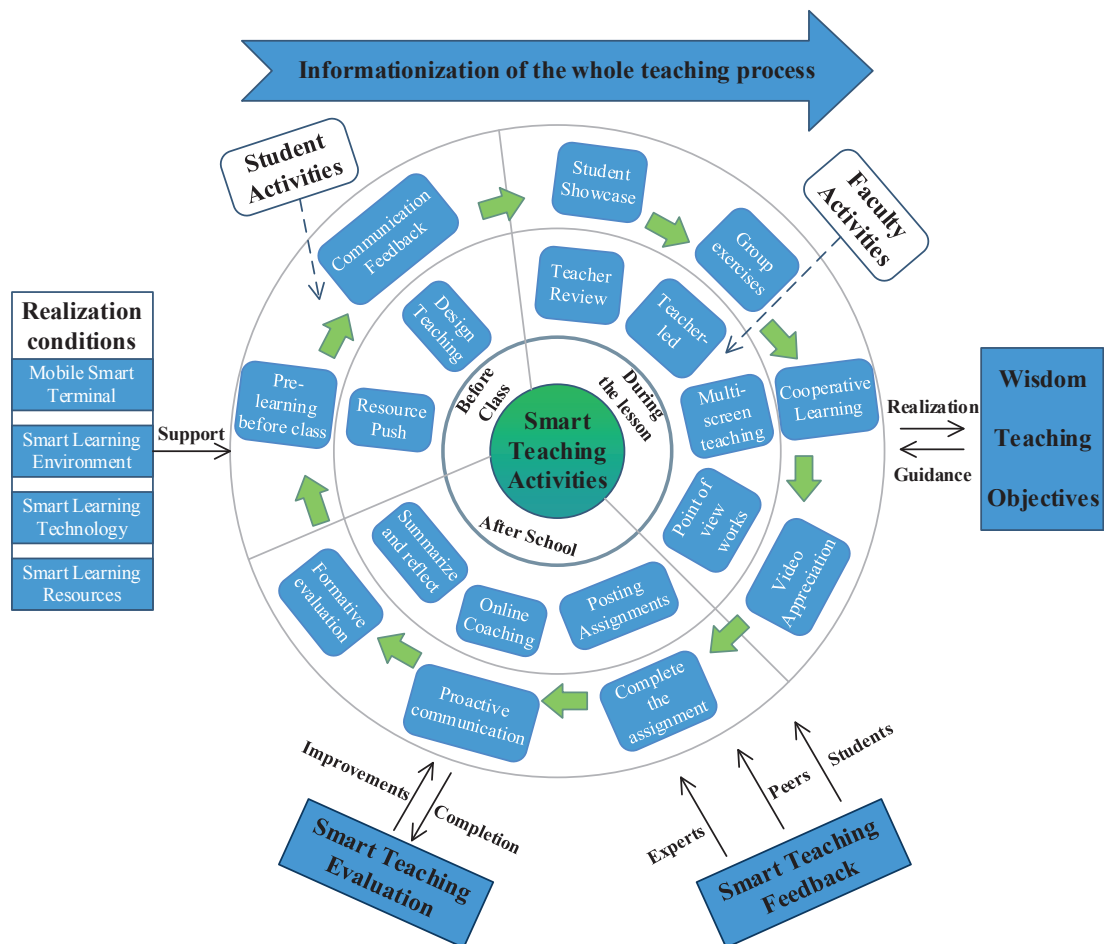 Informationization of the whole teaching process
Student
Activities
Faculty
Activities
Communication
Feedback
Student
Showcase
Group
exercises
Cooperative
Learning
Video
Appreciation
Complete
the
assignment
Proactive
communication
Formative
evaluation
Pre-
learning
before class
Design
Teaching
Resource
Push
Teacher
Review
Teacher-
led
Multi-
screen
teaching
Point of
view
works
Posting
Assignments
Online
Coaching
Summarize
and reflect
Before
Class
During
the lesson
After School
Smart
Teaching
Activities
Realization
conditions
Mobile Smart
Terminal
Smart Learning
Environment
Smart Learning
Technology
Smart Learning
Resources
Support
Realization
Guidance
Wisdom
Teaching
Objectives
Improvements
Completion
Smart Teaching
Evaluation
Experts
Peers
Students
Smart Teaching
Feedback